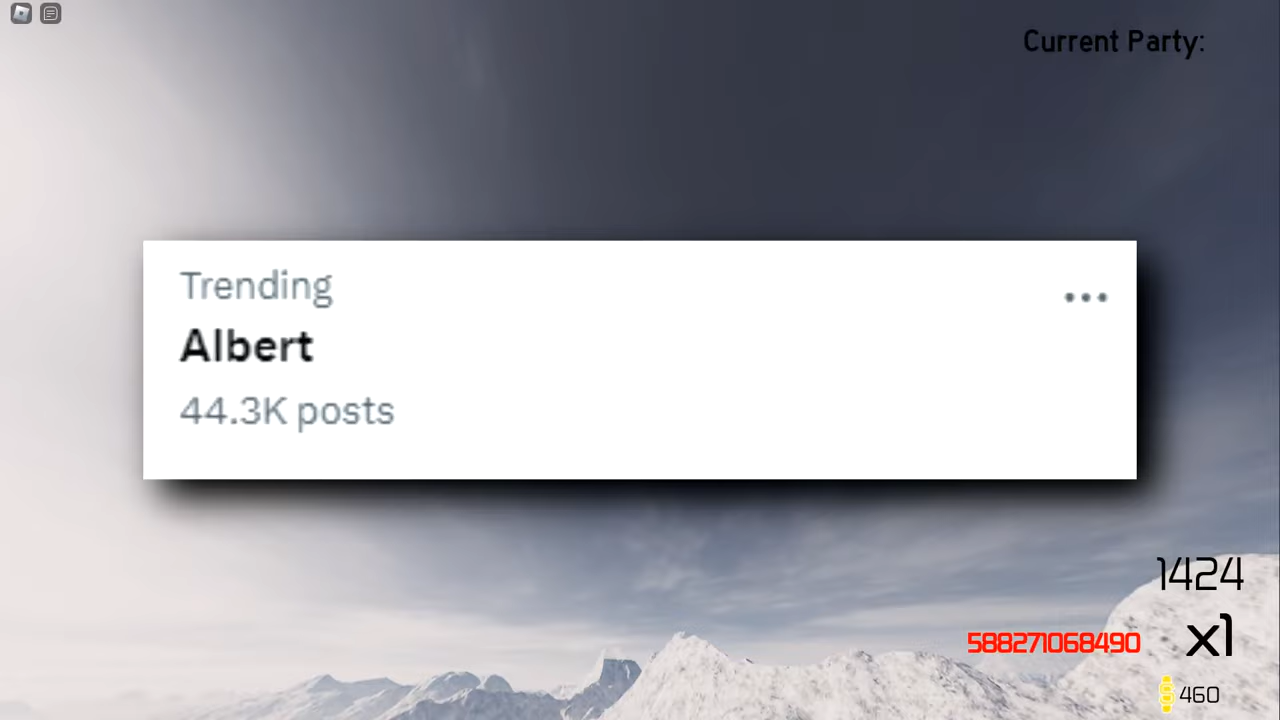 Current Party:
Trending
Albert
44.3K posts
1424
x1
588271068490
460